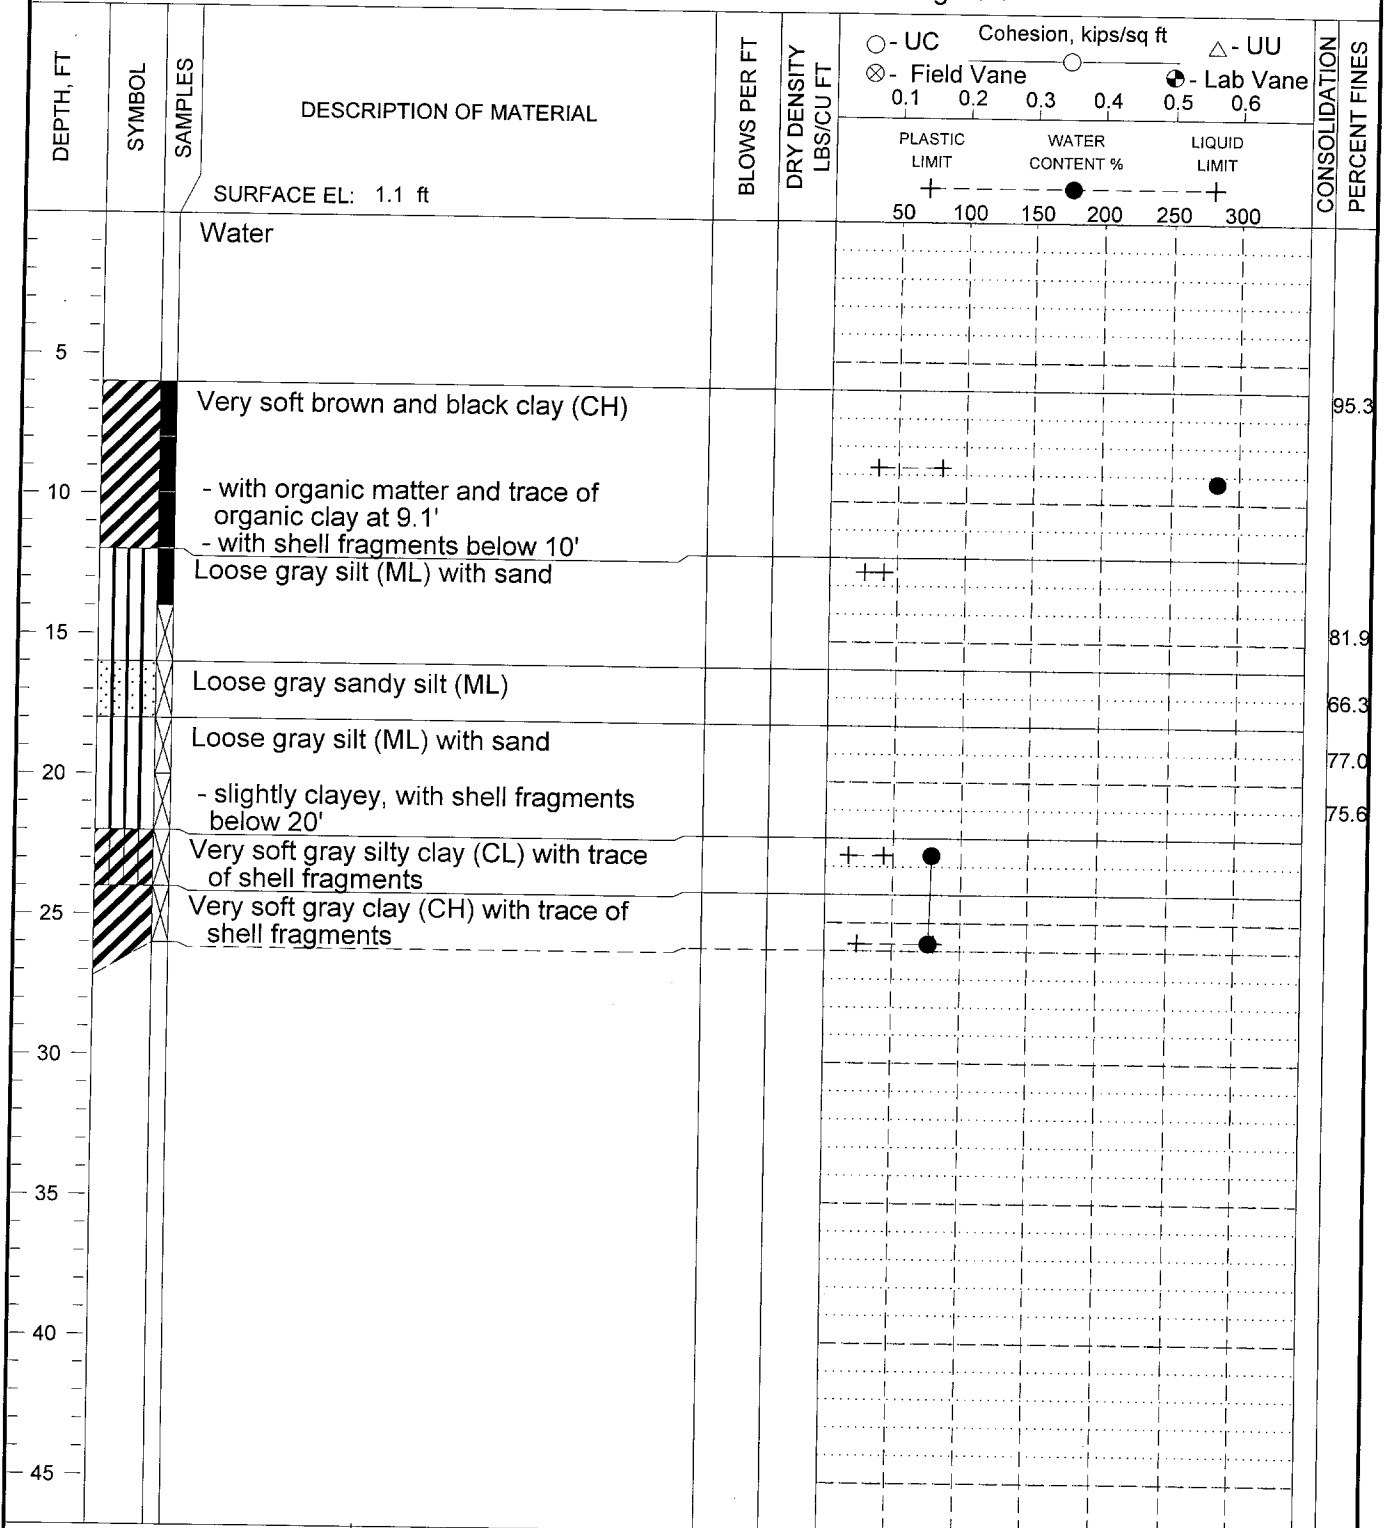 DEPTH, FT
SYMBOL
SAMPLES
DESCRIPTION OF MATERIAL
SURFACE EL: 1.1 ft
BLOWS PER FT
DRY DENSITY
LBS/CU FT
○- UC
Cohesion, kips/sq ft
△- UU
⊗- Field Vane
- Lab Vane
0.1 0.2 0.3 0.4 0.5 0.6
PLASTIC
LIMIT
WATER
CONTENT %
LIQUID
LIMIT
50 100 150 200 250 300
CONSOLIDATION
PERCENT FINES
Water
5
Very soft brown and black clay (CH)
95.3
10
- with organic matter and trace of
organic clay at 9.1'
- with shell fragments below 10'
Loose gray silt (ML) with sand
15
81.9
Loose gray sandy silt (ML)
66.3
Loose gray silt (ML) with sand
77.0
20
- slightly clayey, with shell fragments
below 20'
75.6
Very soft gray silty clay (CL) with trace
of shell fragments
Very soft gray clay (CH) with trace of
shell fragments
25
30
35
40
45